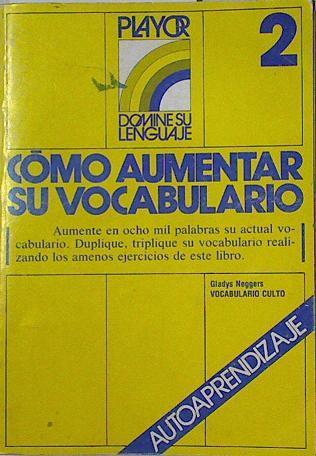 PLAYOR
2
DOMINE SU
LENGUAJE
CÓMO AUMENTAR
SU VOCABULARIO
Aumente en ocho mil palabras su actual vo-
cabulario. Duplique, triplique su vocabulario reali-
zando los amenos ejercicios de este libro.
Gladys Neggers
VOCABULARIO CULTO
AUTOAPRENDIZAJE